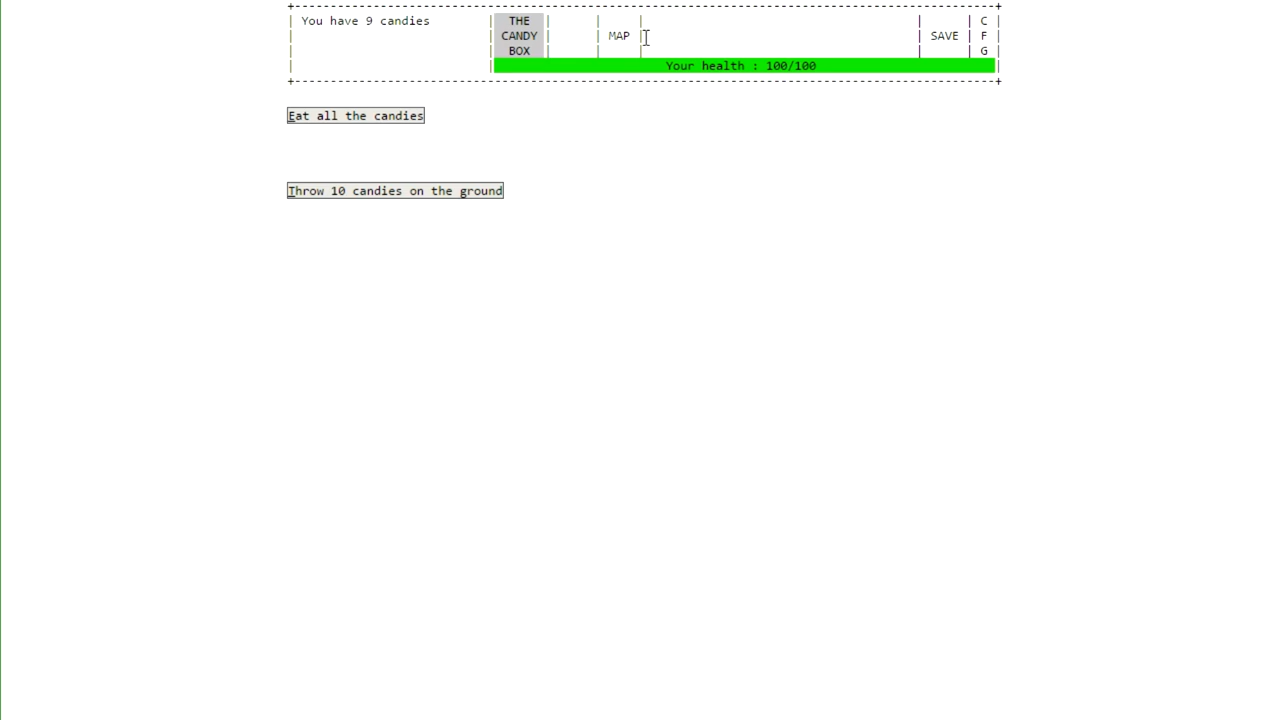 You have 9 candies THE C
CANDY MAP SAVE F
BOX G
Your health : 100/100
Eat all the candies
Throw 10 candies on the ground